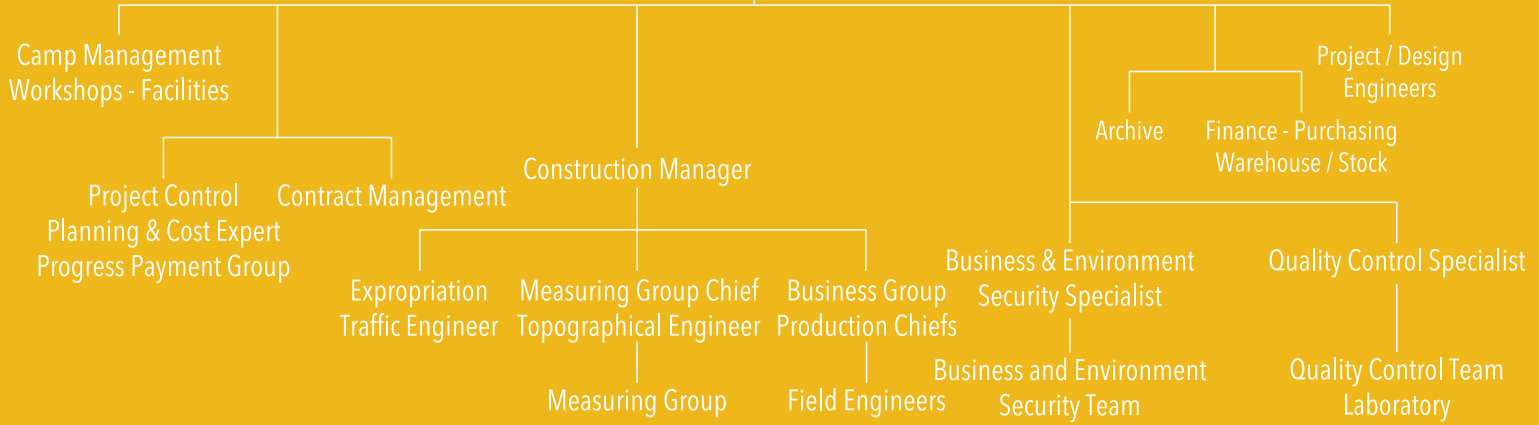 Camp Management
Workshops - Facilities
Project / Design
Engineers
Archive
Finance - Purchasing
Warehouse / Stock
Construction Manager
Project Control
Planning & Cost Expert
Progress Payment Group
Contract Management
Expropriation
Traffic Engineer
Measuring Group Chief
Topographical Engineer
Business Group
Production Chiefs
Business & Environment
Security Specialist
Quality Control Specialist
Measuring Group
Field Engineers
Business and Environment
Security Team
Quality Control Team
Laboratory